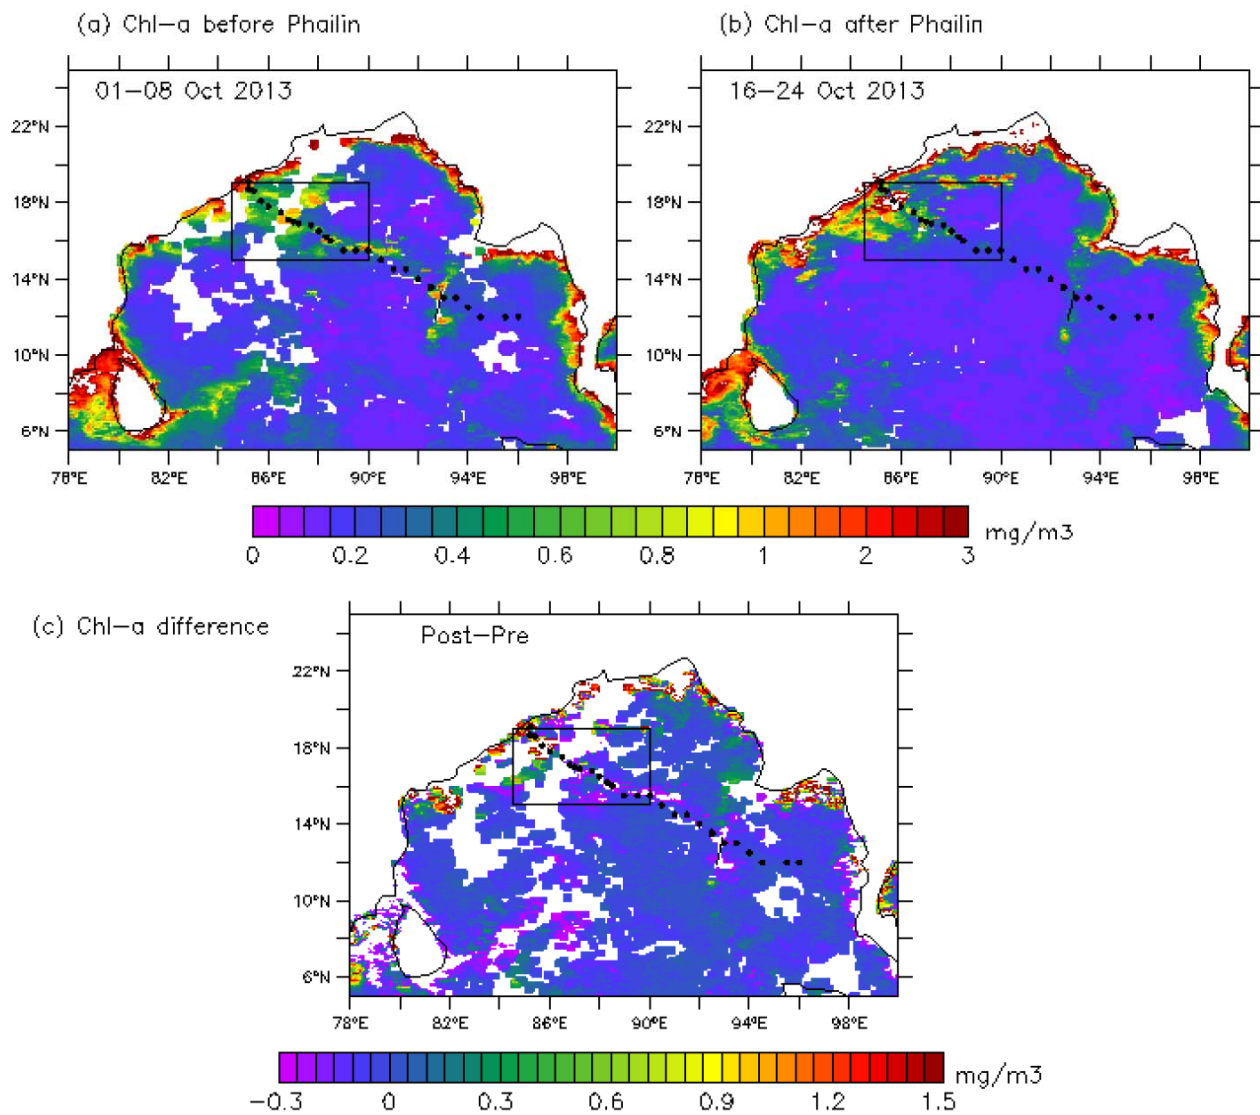 (a) Chl-a before Phailin
(b) Chl-a after Phailin
01-08 Oct 2013
16-24 Oct 2013
22°N
18°N
14°N
10°N
6°N
22°N
18°N
14°N
10°N
6°N
78°E 82°E 86°E 90°E 94°E 98°E
78°E 82°E 86°E 90°E 94°E 98°E
0 0.2 0.4 0.6 0.8 1 2 3 mg/m3
(c) Chl-a difference
Post-Pre
22°N
18°N
14°N
10°N
6°N
78°E 82°E 86°E 90°E 94°E 98°E
-0.3 0 0.3 0.6 0.9 1.2 1.5 mg/m3